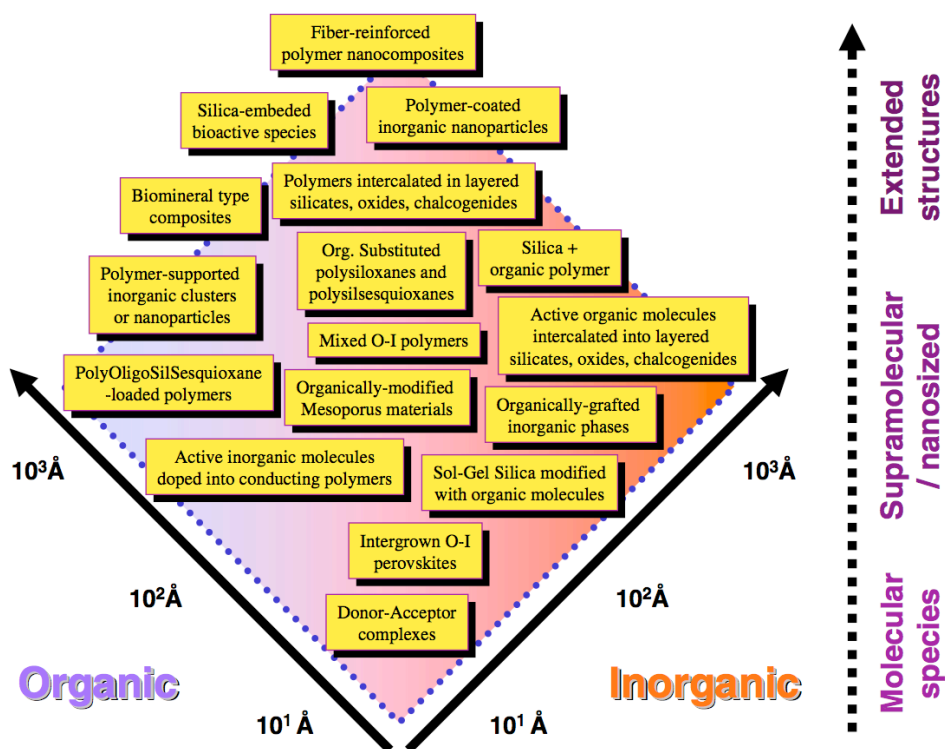 Fiber-reinforced
polymer nanocomposites
Silica-embeded
bioactive species
Polymer-coated
inorganic nanoparticles
Polymers intercalated in layered
silicates, oxides, chalcogenides
Biomineral type
composites
Org. Substituted
polysiloxanes and
polysilsesquioxanes
Silica +
organic polymer
Polymer-supported
inorganic clusters
or nanoparticles
Active organic molecules
intercalated into layered
silicates, oxides, chalcogenides
Mixed O-I polymers
PolyOligoSilSesquioxane
-loaded polymers
Organically-modified
Mesoporus materials
Organically-grafted
inorganic phases
Active inorganic molecules
doped into conducting polymers
Sol-Gel Silica modified
with organic molecules
Intergrown O-I
perovskites
Donor-Acceptor
complexes
10³Å
10²Å
10¹ Å
10³Å
10²Å
10¹ Å
Organic
Inorganic
Extended
structures
Supramolecular
/ nanosized
Molecular
species